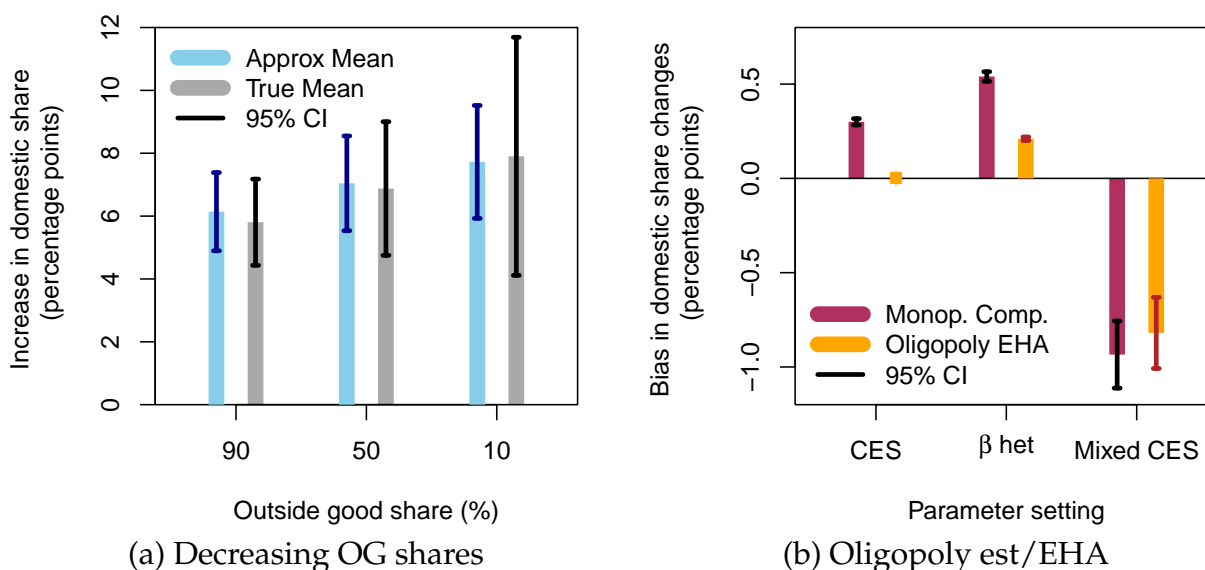 Increase in domestic share
(percentage points)
12
10
8
6
4
2
0
Approx Mean
True Mean
95% CI
90
50
10
Outside good share (%)
(a) Decreasing OG shares
Bias in domestic share changes
(percentage points)
0.5
0.0
−0.5
−1.0
Monop. Comp.
Oligopoly EHA
95% CI
CES
β het
Mixed CES
Parameter setting
(b) Oligopoly est/EHA